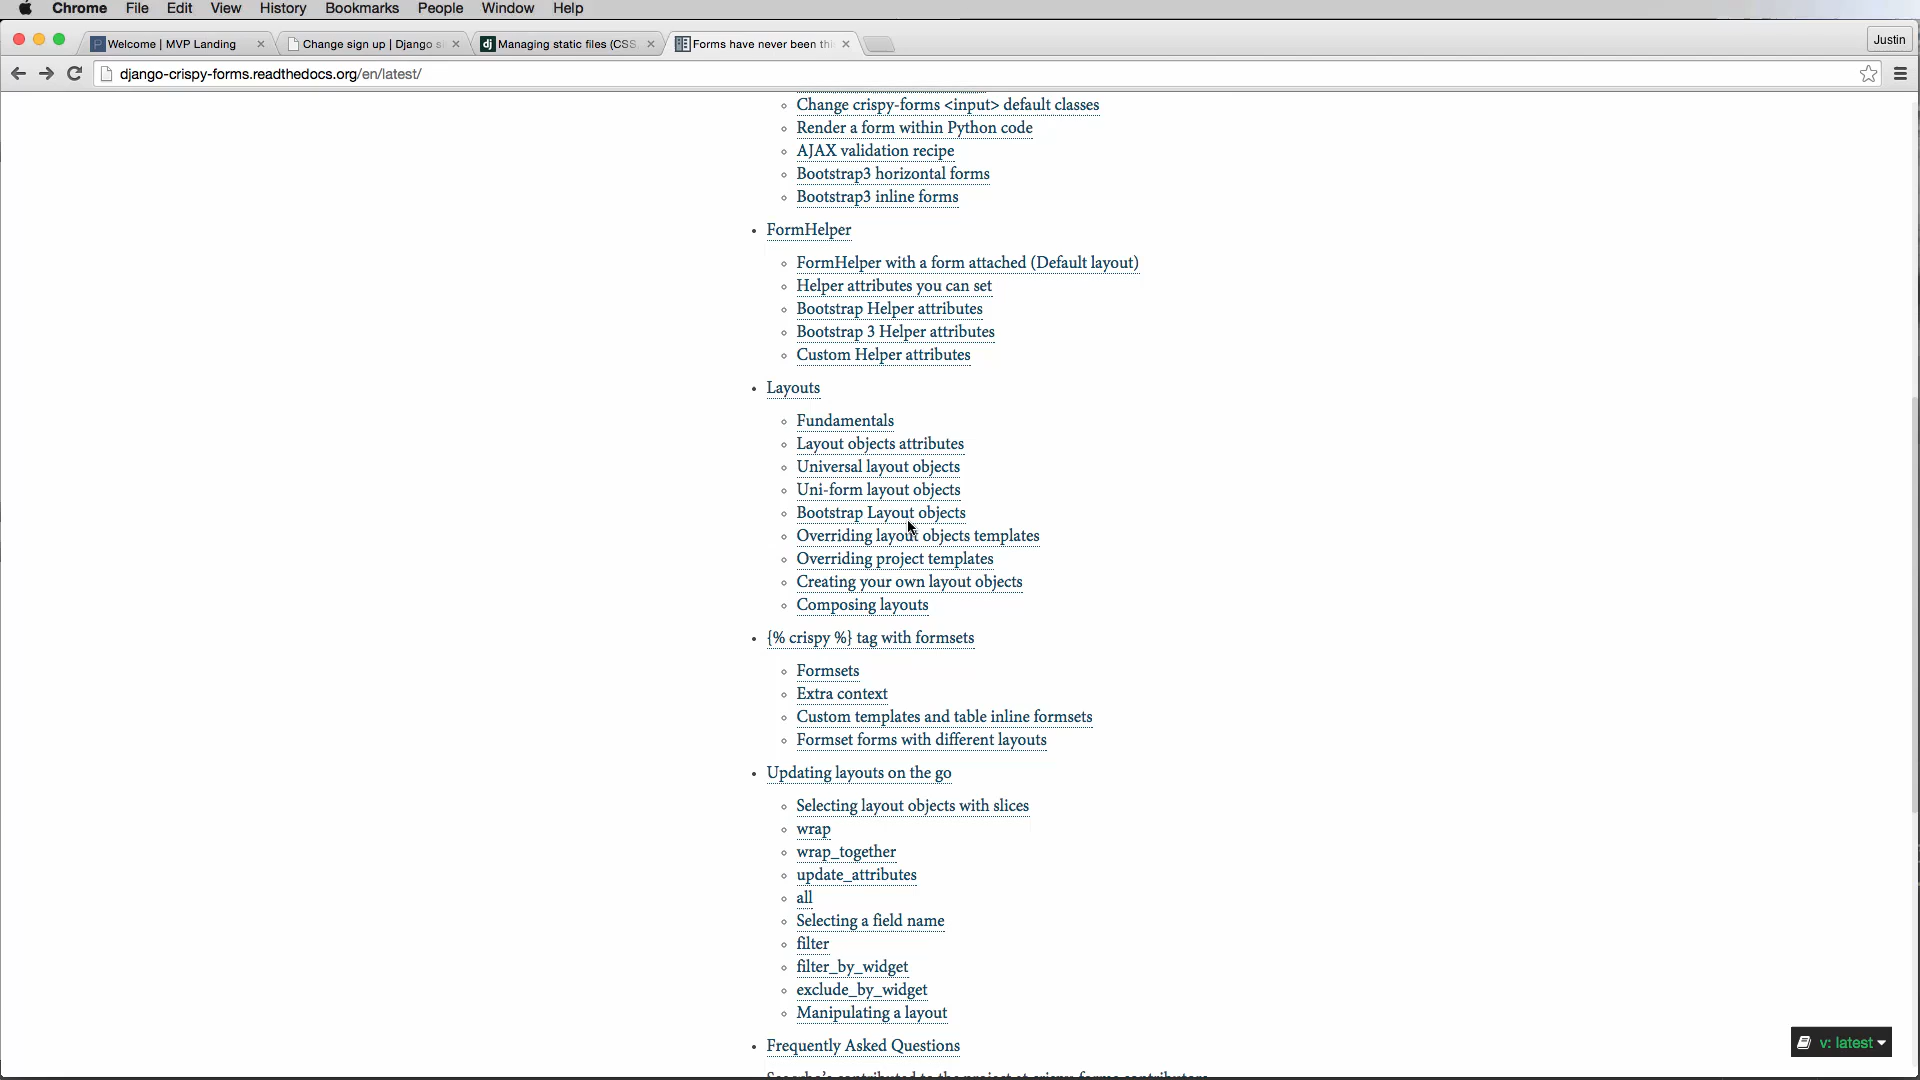 Chrome File Edit View History Bookmarks People Window Help
Welcome | MVP Landing
Change sign up | Django s
Managing static files (CSS
Forms have never been thi
Justin
django-crispy-forms.readthedocs.org/en/latest/
Change crispy-forms <input> default classes
Render a form within Python code
AJAX validation recipe
Bootstrap3 horizontal forms
Bootstrap3 inline forms
FormHelper
FormHelper with a form attached (Default layout)
Helper attributes you can set
Bootstrap Helper attributes
Bootstrap 3 Helper attributes
Custom Helper attributes
Layouts
Fundamentals
Layout objects attributes
Universal layout objects
Uni-form layout objects
Bootstrap Layout objects
Overriding layout objects templates
Overriding project templates
Creating your own layout objects
Composing layouts
{% crispy %} tag with formsets
Formsets
Extra context
Custom templates and table inline formsets
Formset forms with different layouts
Updating layouts on the go
Selecting layout objects with slices
wrap
wrap_together
update_attributes
all
Selecting a field name
filter
filter_by_widget
exclude_by_widget
Manipulating a layout
Frequently Asked Questions
v: latest